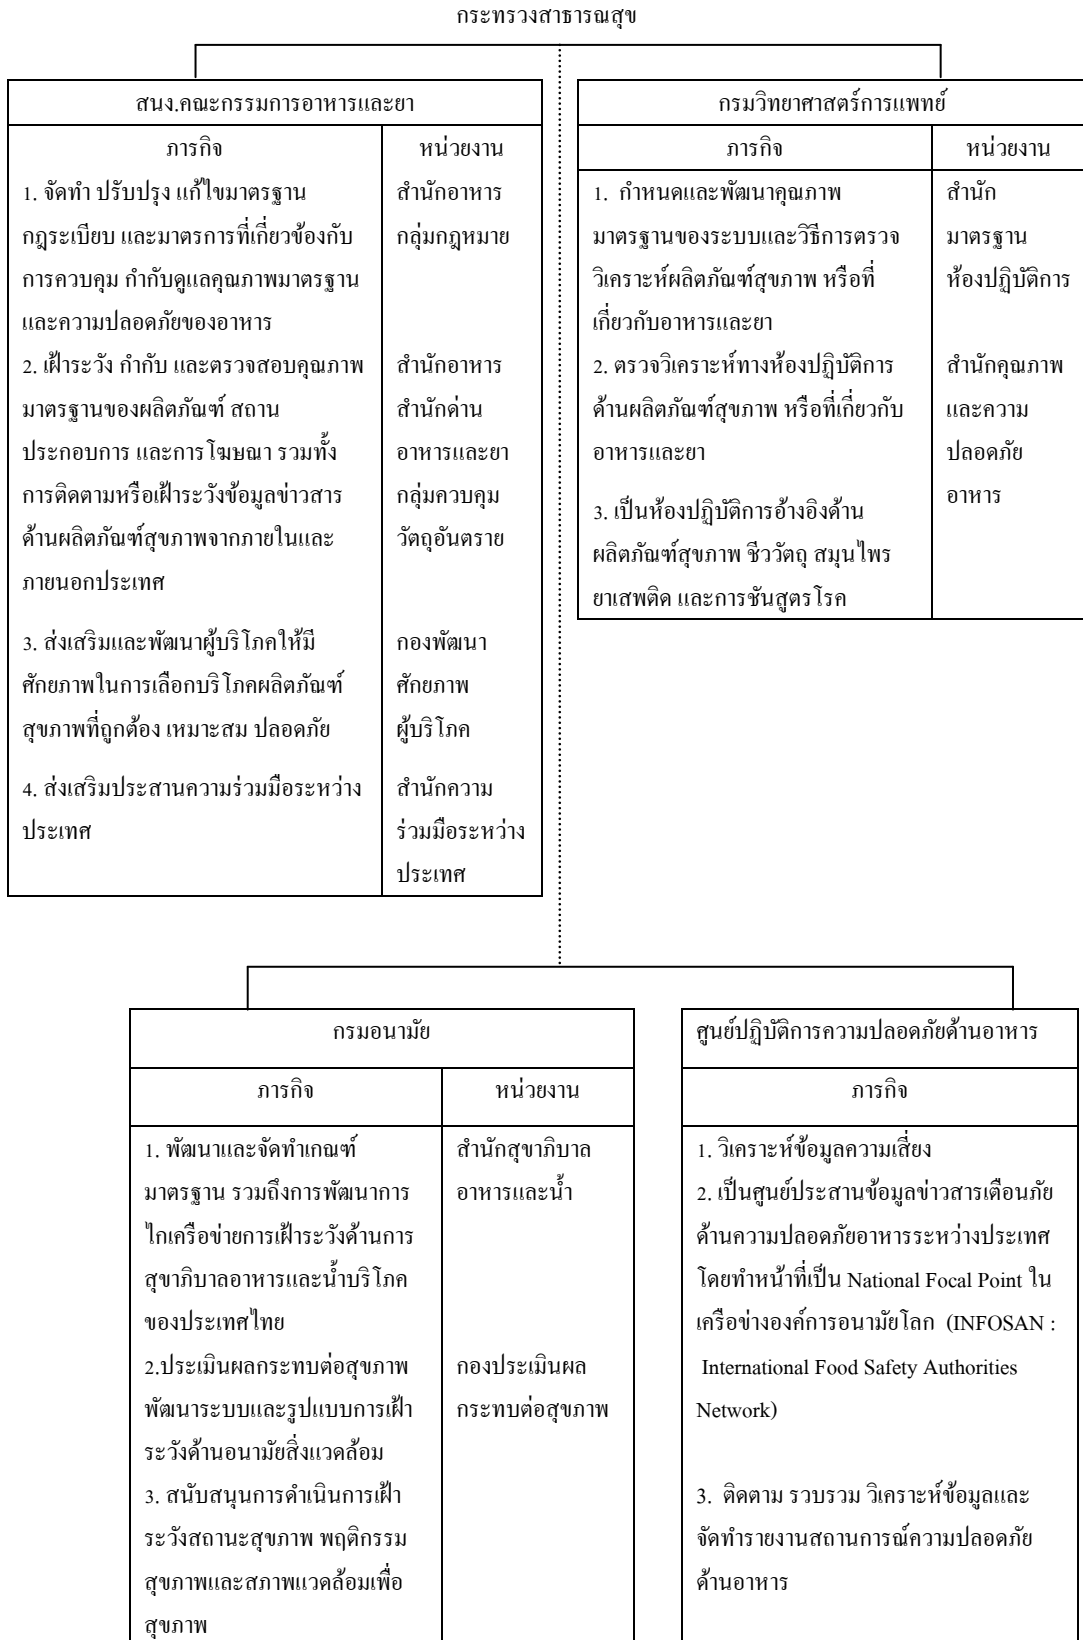 กระทรวงสาธารณสุข
สนง.คณะกรรมการอาหารและยา
ภารกิจ
หน่วยงาน
1. จัดทำ ปรับปรุง แก้ไขมาตรฐาน
กฎระเบียบ และมาตรการที่เกี่ยวข้องกับ
การควบคุม กำกับดูแลคุณภาพมาตรฐาน
และความปลอดภัยของอาหาร
สำนักอาหาร
กลุ่มกฎหมาย
2. เฝ้าระวัง กำกับ และตรวจสอบคุณภาพ
มาตรฐานของผลิตภัณฑ์ สถาน
ประกอบการ และการโฆษณา รวมทั้ง
การติดตามหรือเฝ้าระวังข้อมูลข่าวสาร
ด้านผลิตภัณฑ์สุขภาพจากภายในและ
ภายนอกประเทศ
สำนักอาหาร
สำนักด่าน
อาหารและยา
กลุ่มควบคุม
วัตถุอันตราย
3. ส่งเสริมและพัฒนาผู้บริโภคให้มี
ศักยภาพในการเลือกบริโภคผลิตภัณฑ์
สุขภาพที่ถูกต้อง เหมาะสม ปลอดภัย
กองพัฒนา
ศักยภาพ
ผู้บริโภค
4. ส่งเสริมประสานความร่วมมือระหว่าง
ประเทศ
สำนักความ
ร่วมมือระหว่าง
ประเทศ
กรมวิทยาศาสตร์การแพทย์
ภารกิจ
หน่วยงาน
1. กำหนดและพัฒนาคุณภาพ
มาตรฐานของระบบและวิธีการตรวจ
วิเคราะห์ผลิตภัณฑ์สุขภาพ หรือที่
เกี่ยวกับอาหารและยา
สำนัก
มาตรฐาน
ห้องปฏิบัติการ
2. ตรวจวิเคราะห์ทางห้องปฏิบัติการ
ด้านผลิตภัณฑ์สุขภาพ หรือที่เกี่ยวกับ
อาหารและยา
สำนักคุณภาพ
และความ
ปลอดภัย
อาหาร
3. เป็นห้องปฏิบัติการอ้างอิงด้าน
ผลิตภัณฑ์สุขภาพ ชีววัตถุ สมุนไพร
ยาเสพติด และการชันสูตรโรค
กรมอนามัย
ภารกิจ
หน่วยงาน
1. พัฒนาและจัดทำเกณฑ์
มาตรฐาน รวมถึงการพัฒนาการ
ไกเครือข่ายการเฝ้าระวังด้านการ
สุขาภิบาลอาหารและน้ำบริโภค
ของประเทศไทย
สำนักสุขาภิบาล
อาหารและน้ำ
2.ประเมินผลกระทบต่อสุขภาพ
พัฒนาระบบและรูปแบบการเฝ้า
ระวังด้านอนามัยสิ่งแวดล้อม
กองประเมินผล
กระทบต่อสุขภาพ
3. สนับสนุนการดำเนินการเฝ้า
ระวังสถานะสุขภาพ พฤติกรรม
สุขภาพและสภาพแวดล้อมเพื่อ
สุขภาพ
ศูนย์ปฏิบัติการความปลอดภัยด้านอาหาร
ภารกิจ
1. วิเคราะห์ข้อมูลความเสี่ยง
2. เป็นศูนย์ประสานข้อมูลข่าวสารเตือนภัย
ด้านความปลอดภัยอาหารระหว่างประเทศ
โดยทำหน้าที่เป็น National Focal Point ใน
เครือข่างองค์การอนามัยโลก (INFOSAN :
International Food Safety Authorities
Network)
3. ติดตาม รวบรวม วิเคราะห์ข้อมูลและ
จัดทำรายงานสถานการณ์ความปลอดภัย
ด้านอาหาร